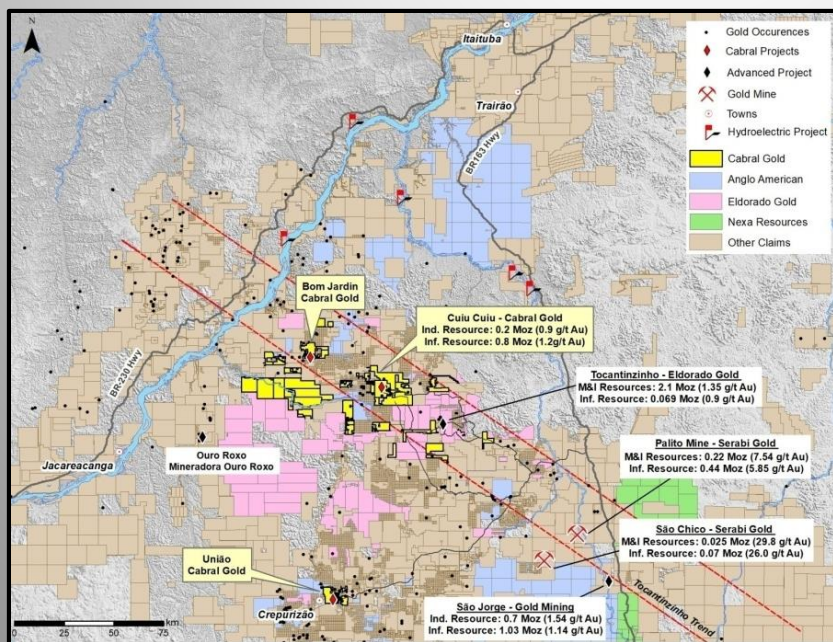 N
Itaituba
Trairão
BR163 Hwy
Gold Occurences
Cabral Projects
Advanced Project
Gold Mine
Towns
Hydroelectric Project
Cabral Gold
Anglo American
Eldorado Gold
Nexa Resources
Other Claims
Bom Jardin
Cabral Gold
Cuiu Cuiu - Cabral Gold
Ind. Resource: 0.2 Moz (0.9 g/t Au)
Inf. Resource: 0.8 Moz (1.2g/t Au)
Tocantinzinho - Eldorado Gold
M&I Resources: 2.1 Moz (1.35 g/t Au)
Inf. Resource: 0.069 Moz (0.9 g/t Au)
BR-230 Hwy
Ouro Roxo
Mineradora Ouro Roxo
Jacareacanga
Palito Mine - Serabi Gold
M&I Resources: 0.22 Moz (7.54 g/t Au)
Inf. Resource: 0.44 Moz (5.85 g/t Au)
São Chico - Serabi Gold
M&I Resources: 0.025 Moz (29.8 g/t Au)
Inf. Resource: 0.07 Moz (26.0 g/t Au)
União
Cabral Gold
Crepurizão
Tocantinzinho Trend
São Jorge - Gold Mining
Ind. Resource: 0.7 Moz (1.54 g/t Au)
Inf. Resource: 1.03 Moz (1.14 g/t Au)
0 25 50 75
km